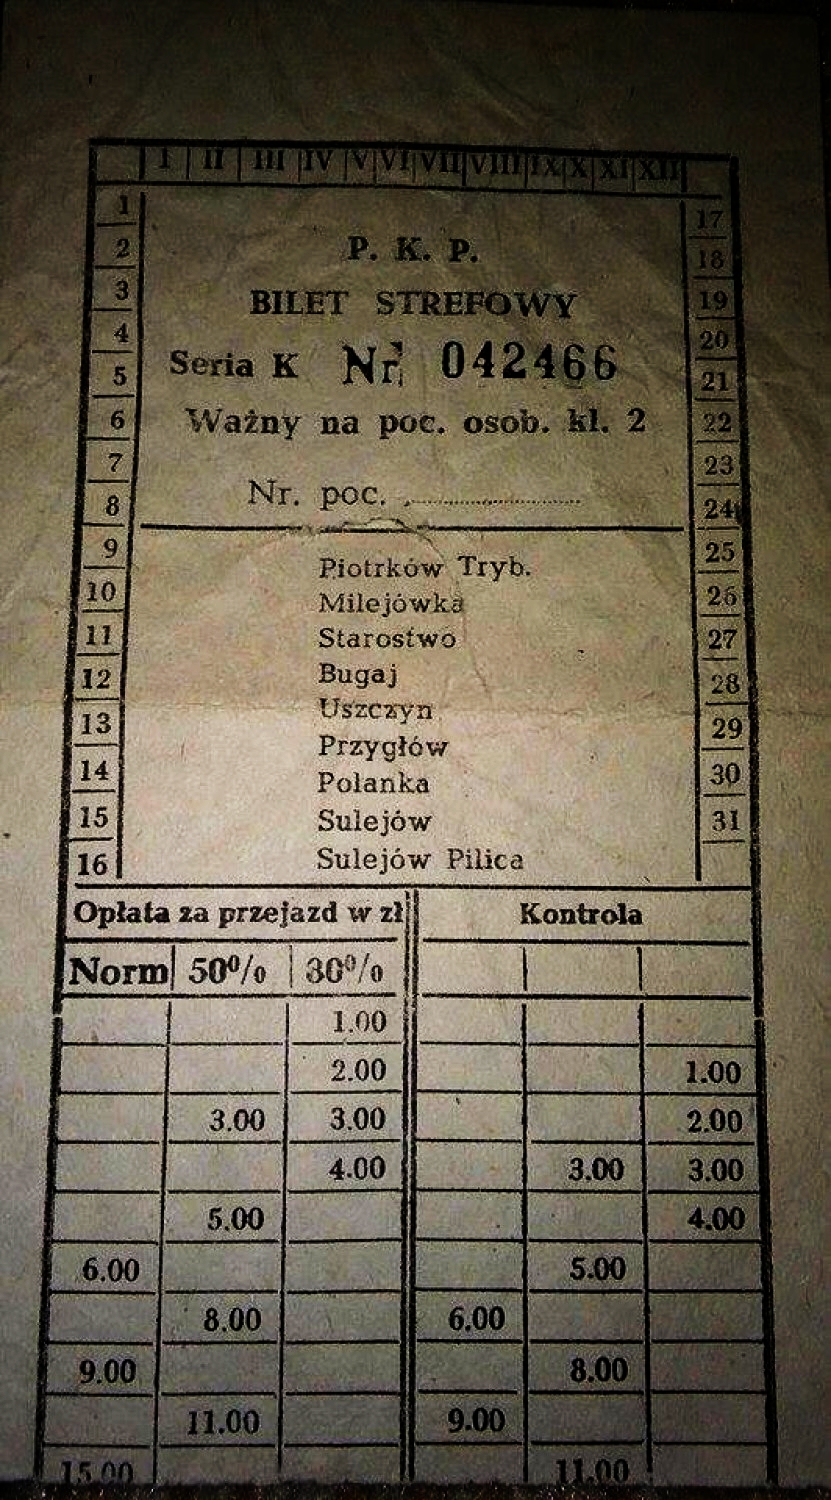 I II III IV V VI VII VIII IX X XI XII
1 17
2 P. K. P. 18
3 BILET STREFOWY 19
4 20
5 Seria K Nr 042466 21
6 Ważny na poc. osob. kl. 2 22
7 23
8 Nr. poc. .............................. 24
9 Piotrków Tryb. 25
10 Milejówka 26
11 Starostwo 27
12 Bugaj 28
13 Uszczyn 29
Przygłów
14 Polanka 30
15 Sulejów 31
16 Sulejów Pilica
Opłata za przejazd w zł Kontrola
Norm 50% 30%
1.00
2.00 1.00
3.00 3.00 2.00
4.00 3.00 3.00
5.00 4.00
6.00 5.00
8.00 6.00
9.00 8.00
11.00 9.00
15.00 11.00